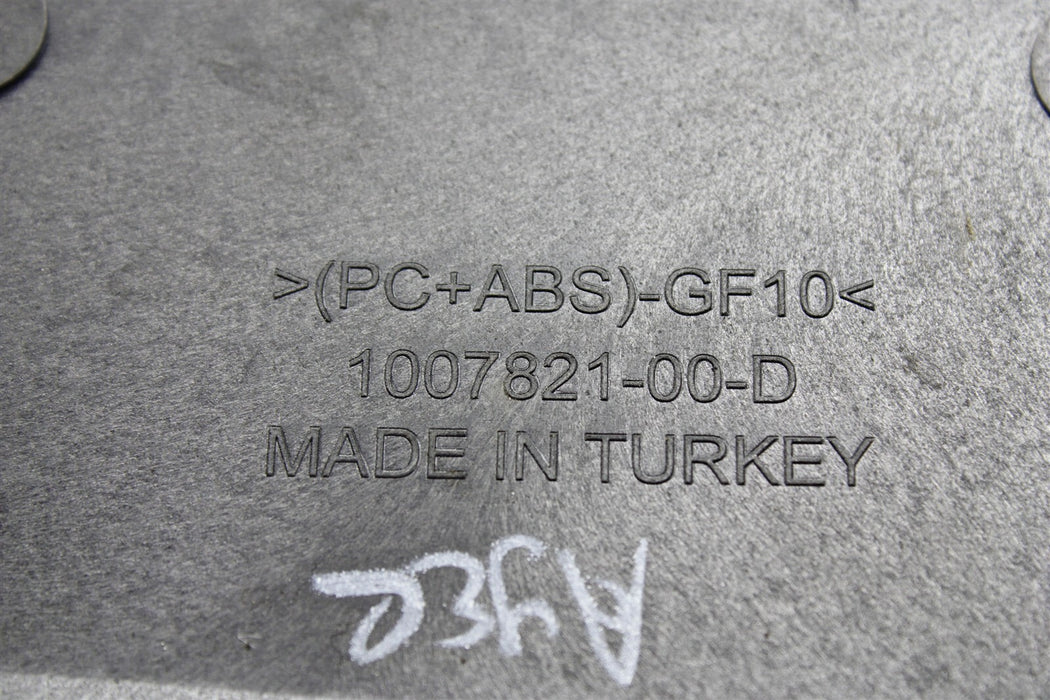 >(PC+ABS)-GF10<
1007821-00-D
MADE IN TURKEY